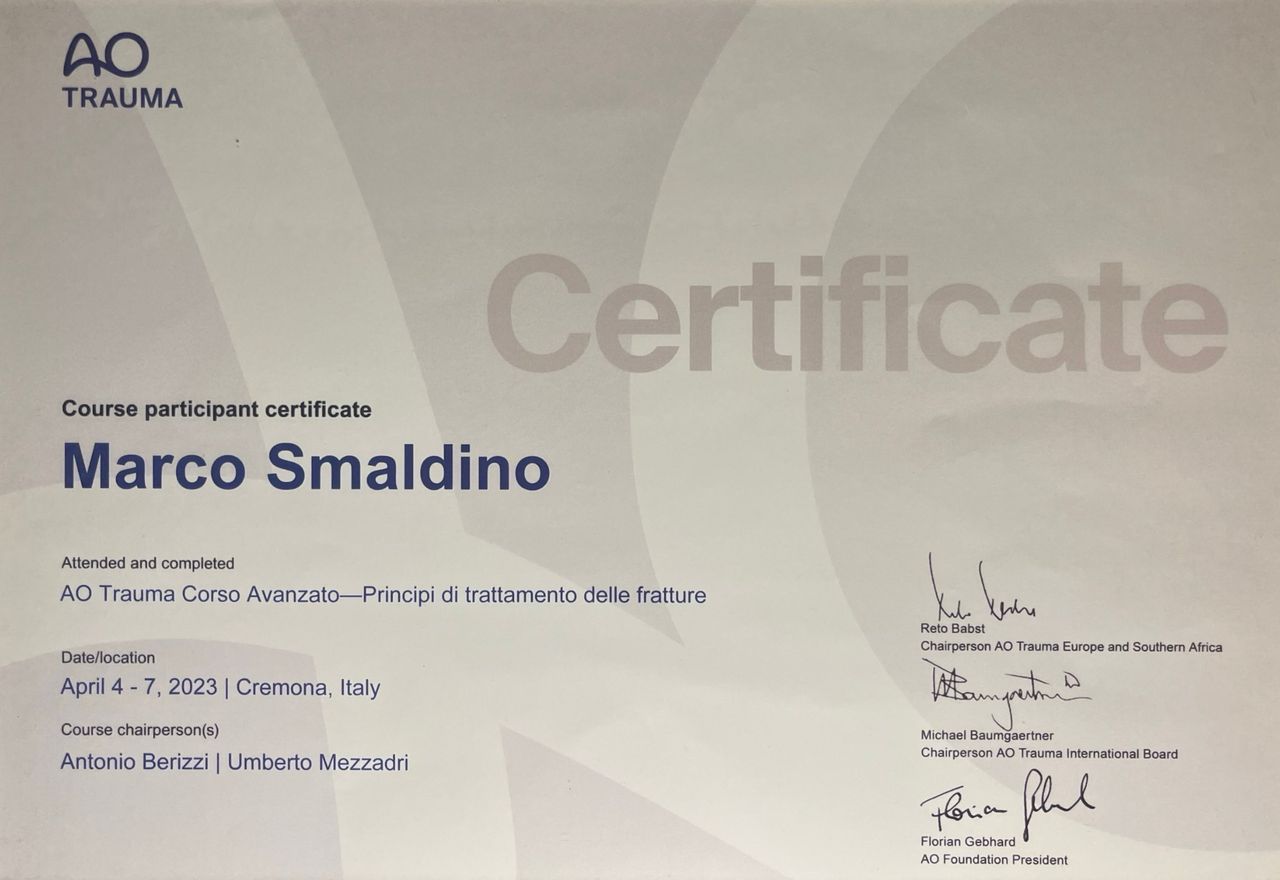 AO
TRAUMA
Certificate
Course participant certificate
Marco Smaldino
Attended and completed
AO Trauma Corso Avanzato—Principi di trattamento delle fratture
Date/location
April 4 - 7, 2023 | Cremona, Italy
Course chairperson(s)
Antonio Berizzi | Umberto Mezzadri
Reto Babst
Chairperson AO Trauma Europe and Southern Africa
Michael Baumgaertner
Chairperson AO Trauma International Board
Florian Gebhard
AO Foundation President